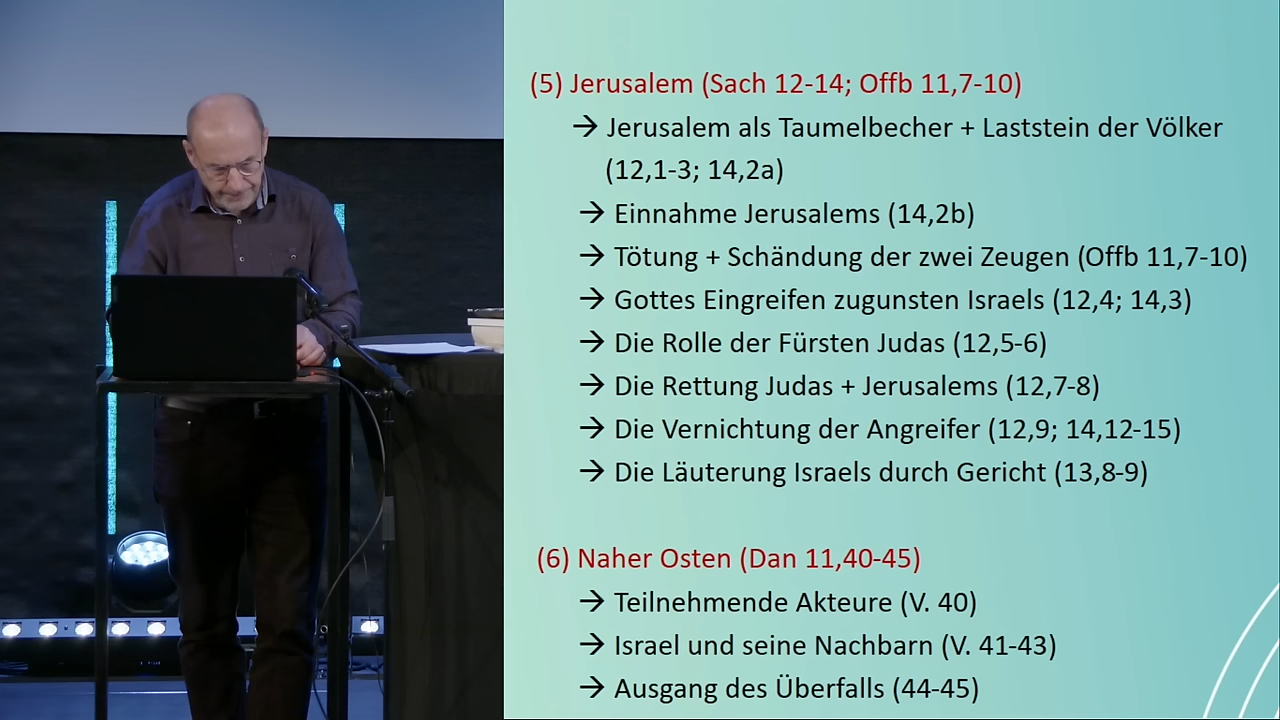 (5) Jerusalem (Sach 12-14; Offb 11,7-10)
→ Jerusalem als Taumelbecher + Laststein der Völker
(12,1-3; 14,2a)
→ Einnahme Jerusalems (14,2b)
→ Tötung + Schändung der zwei Zeugen (Offb 11,7-10)
→ Gottes Eingreifen zugunsten Israels (12,4; 14,3)
→ Die Rolle der Fürsten Judas (12,5-6)
→ Die Rettung Judas + Jerusalems (12,7-8)
→ Die Vernichtung der Angreifer (12,9; 14,12-15)
→ Die Läuterung Israels durch Gericht (13,8-9)
(6) Naher Osten (Dan 11,40-45)
→ Teilnehmende Akteure (V. 40)
→ Israel und seine Nachbarn (V. 41-43)
→ Ausgang des Überfalls (44-45)